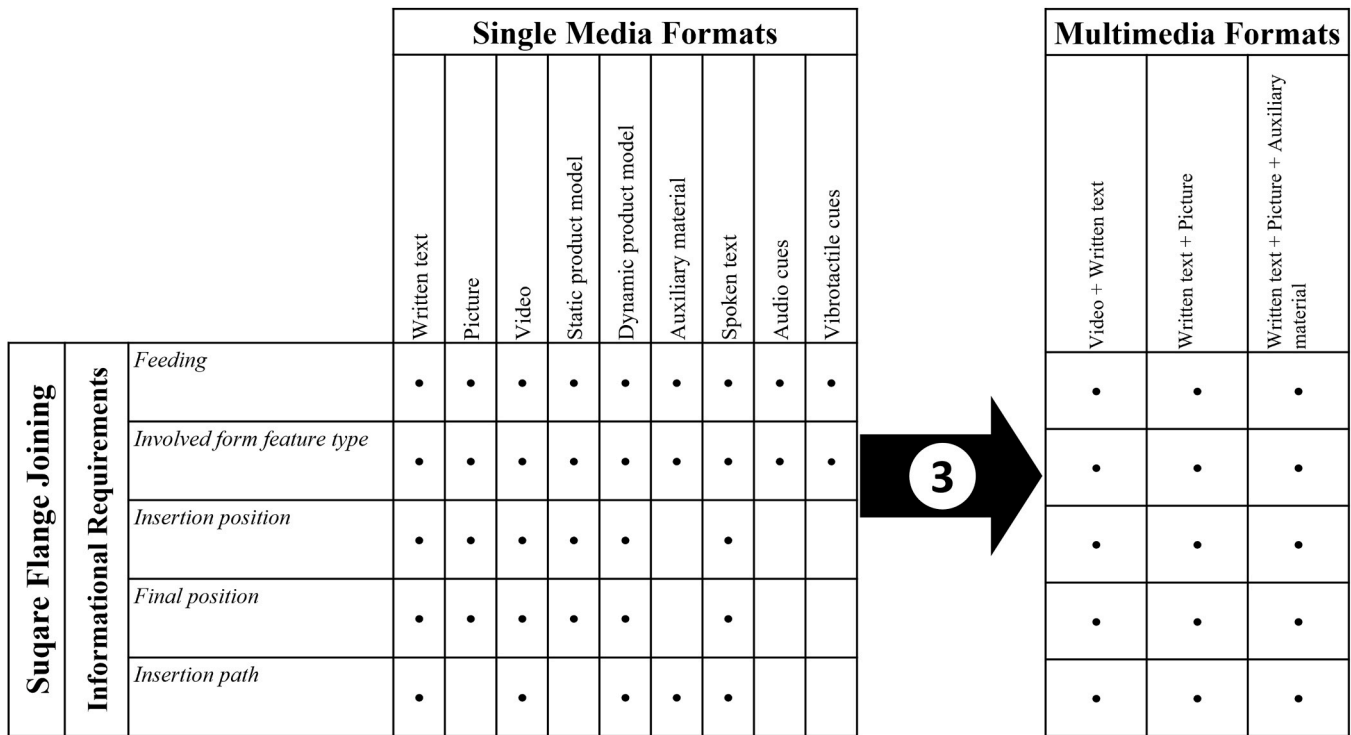 Single Media Formats
Multimedia Formats
Written text
Picture
Video
Static product model
Dynamic product model
Auxiliary material
Spoken text
Audio cues
Vibrotactile cues
Video + Written text
Written text + Picture
Written text + Picture + Auxiliary
material
Suqare Flange Joining
Informational Requirements
Feeding
• • • • • • • • • • • •
Involved form feature type
• • • • • • • • • • • •
3
Insertion position
• • • • • • • • •
Final position
• • • • • • • • •
Insertion path
• • • • • • • •